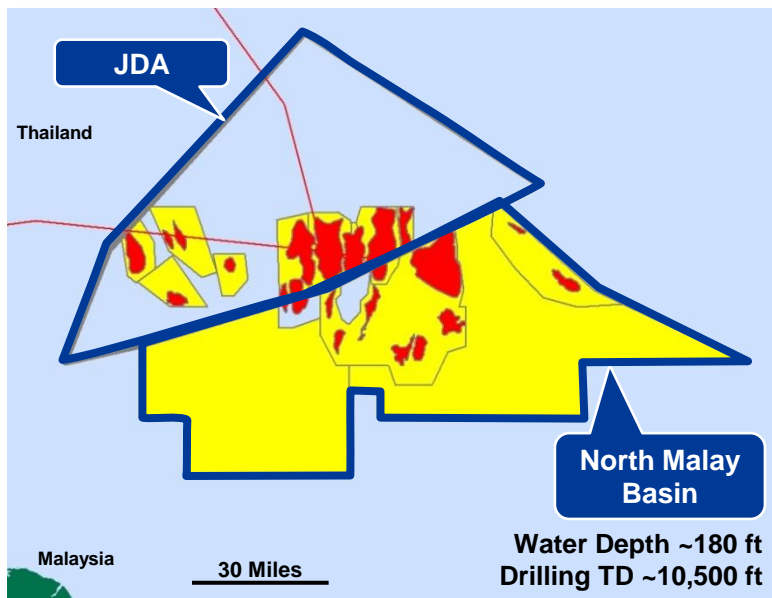 JDA
Thailand
North Malay
Basin
Water Depth ~180 ft
Drilling TD ~10,500 ft
Malaysia
30 Miles